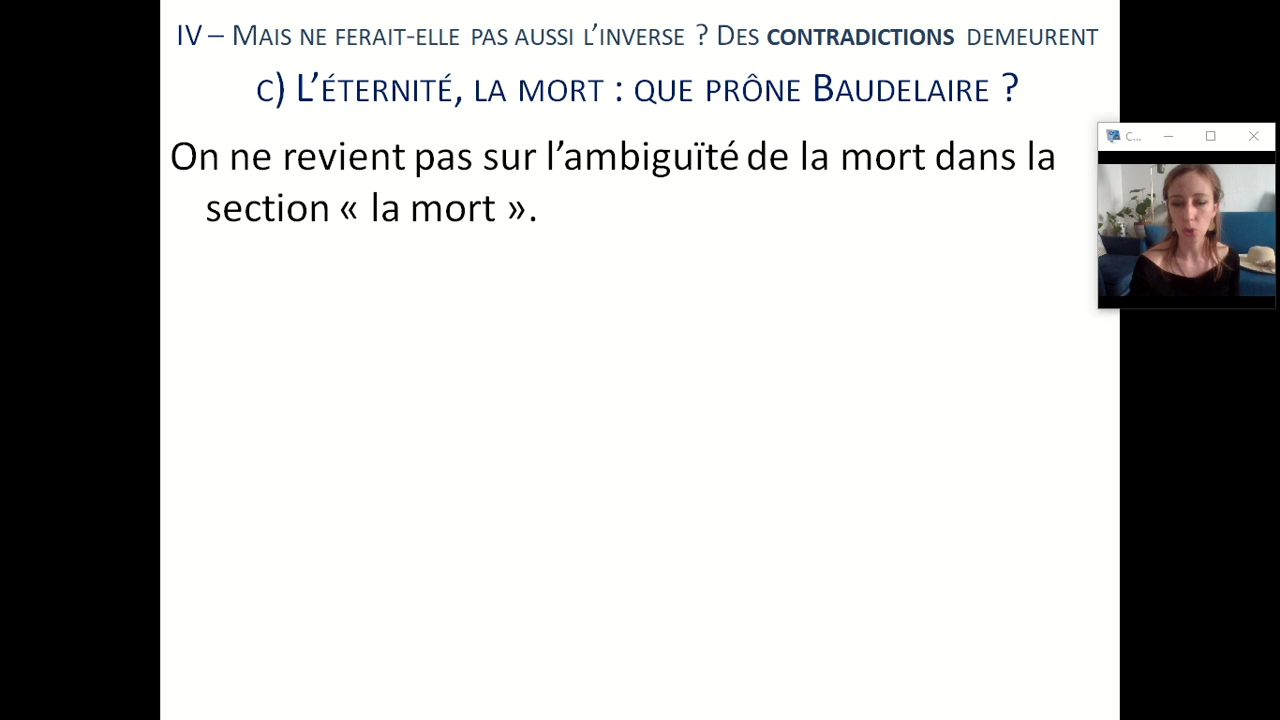 IV – Mais ne ferait-elle pas aussi l’inverse ? Des contradictions demeurent
c) L’éternité, la mort : que prône Baudelaire ?
C...
On ne revient pas sur l’ambiguïté de la mort dans la
section « la mort ».